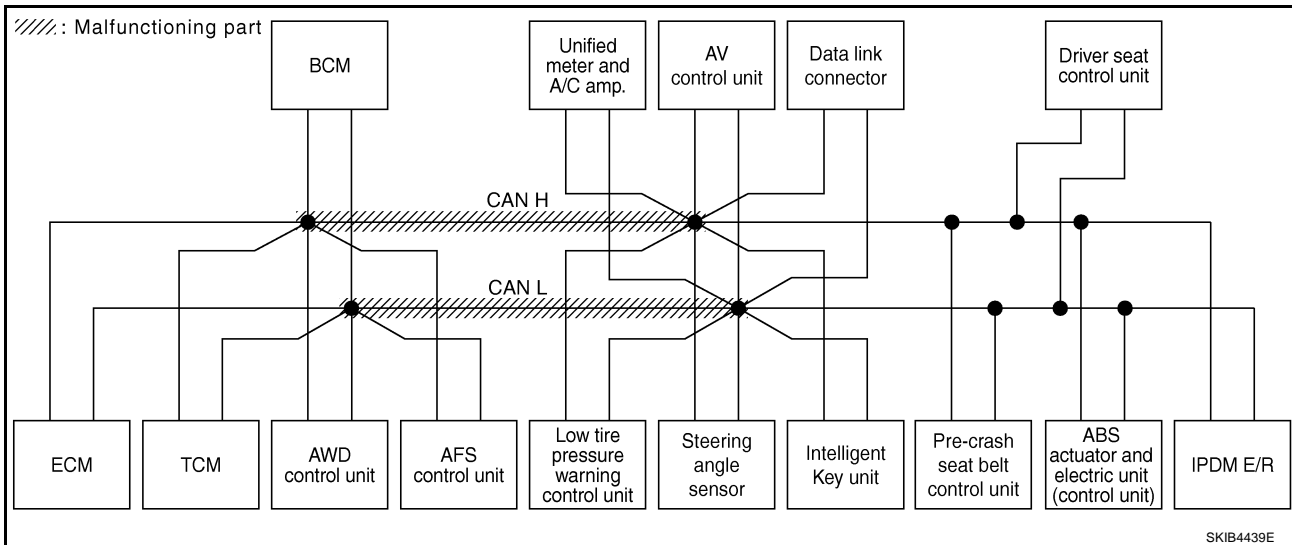 : Malfunctioning part
BCM
Unified
meter and
A/C amp.
AV
control unit
Data link
connector
Driver seat
control unit
CAN H
CAN L
ECM
TCM
AWD
control unit
AFS
control unit
Low tire
pressure
warning
control unit
Steering
angle
sensor
Intelligent
Key unit
Pre-crash
seat belt
control unit
ABS
actuator and
electric unit
(control unit)
IPDM E/R
SKIB4439E